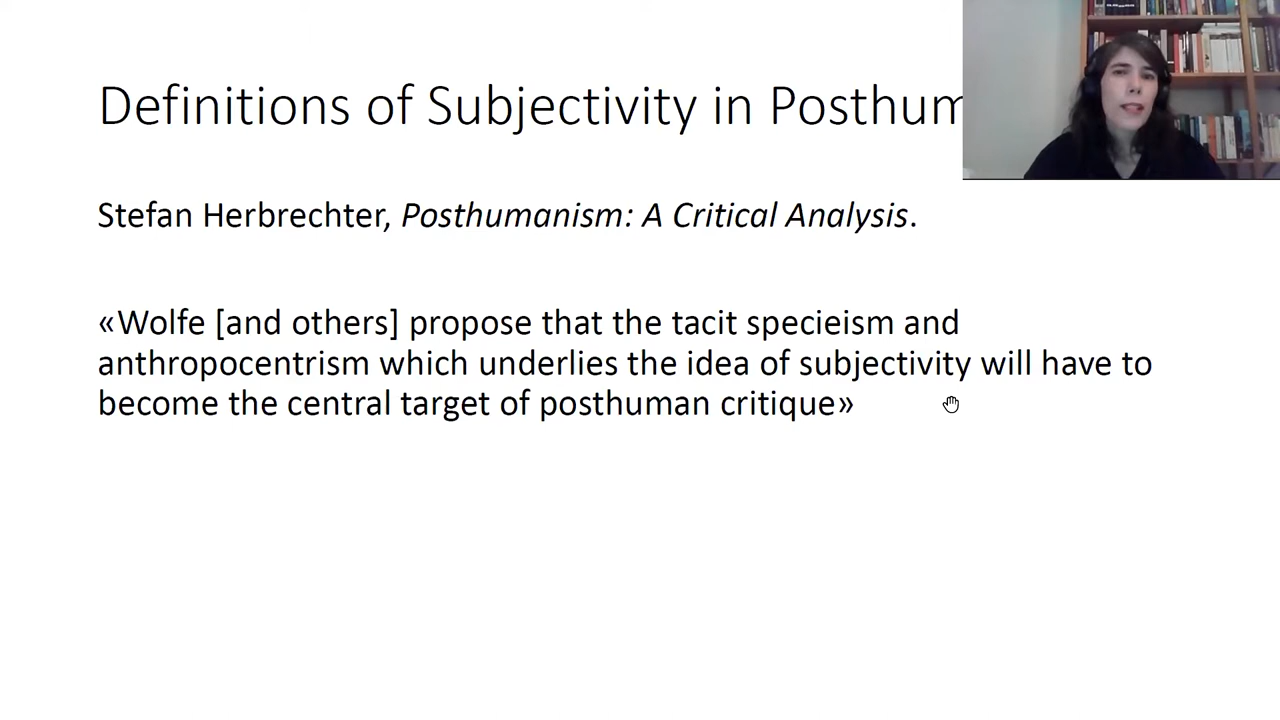 Definitions of Subjectivity in Posthum
Stefan Herbrechter, Posthumanism: A Critical Analysis.
«Wolfe [and others] propose that the tacit specieism and
anthropocentrism which underlies the idea of subjectivity will have to
become the central target of posthuman critique»